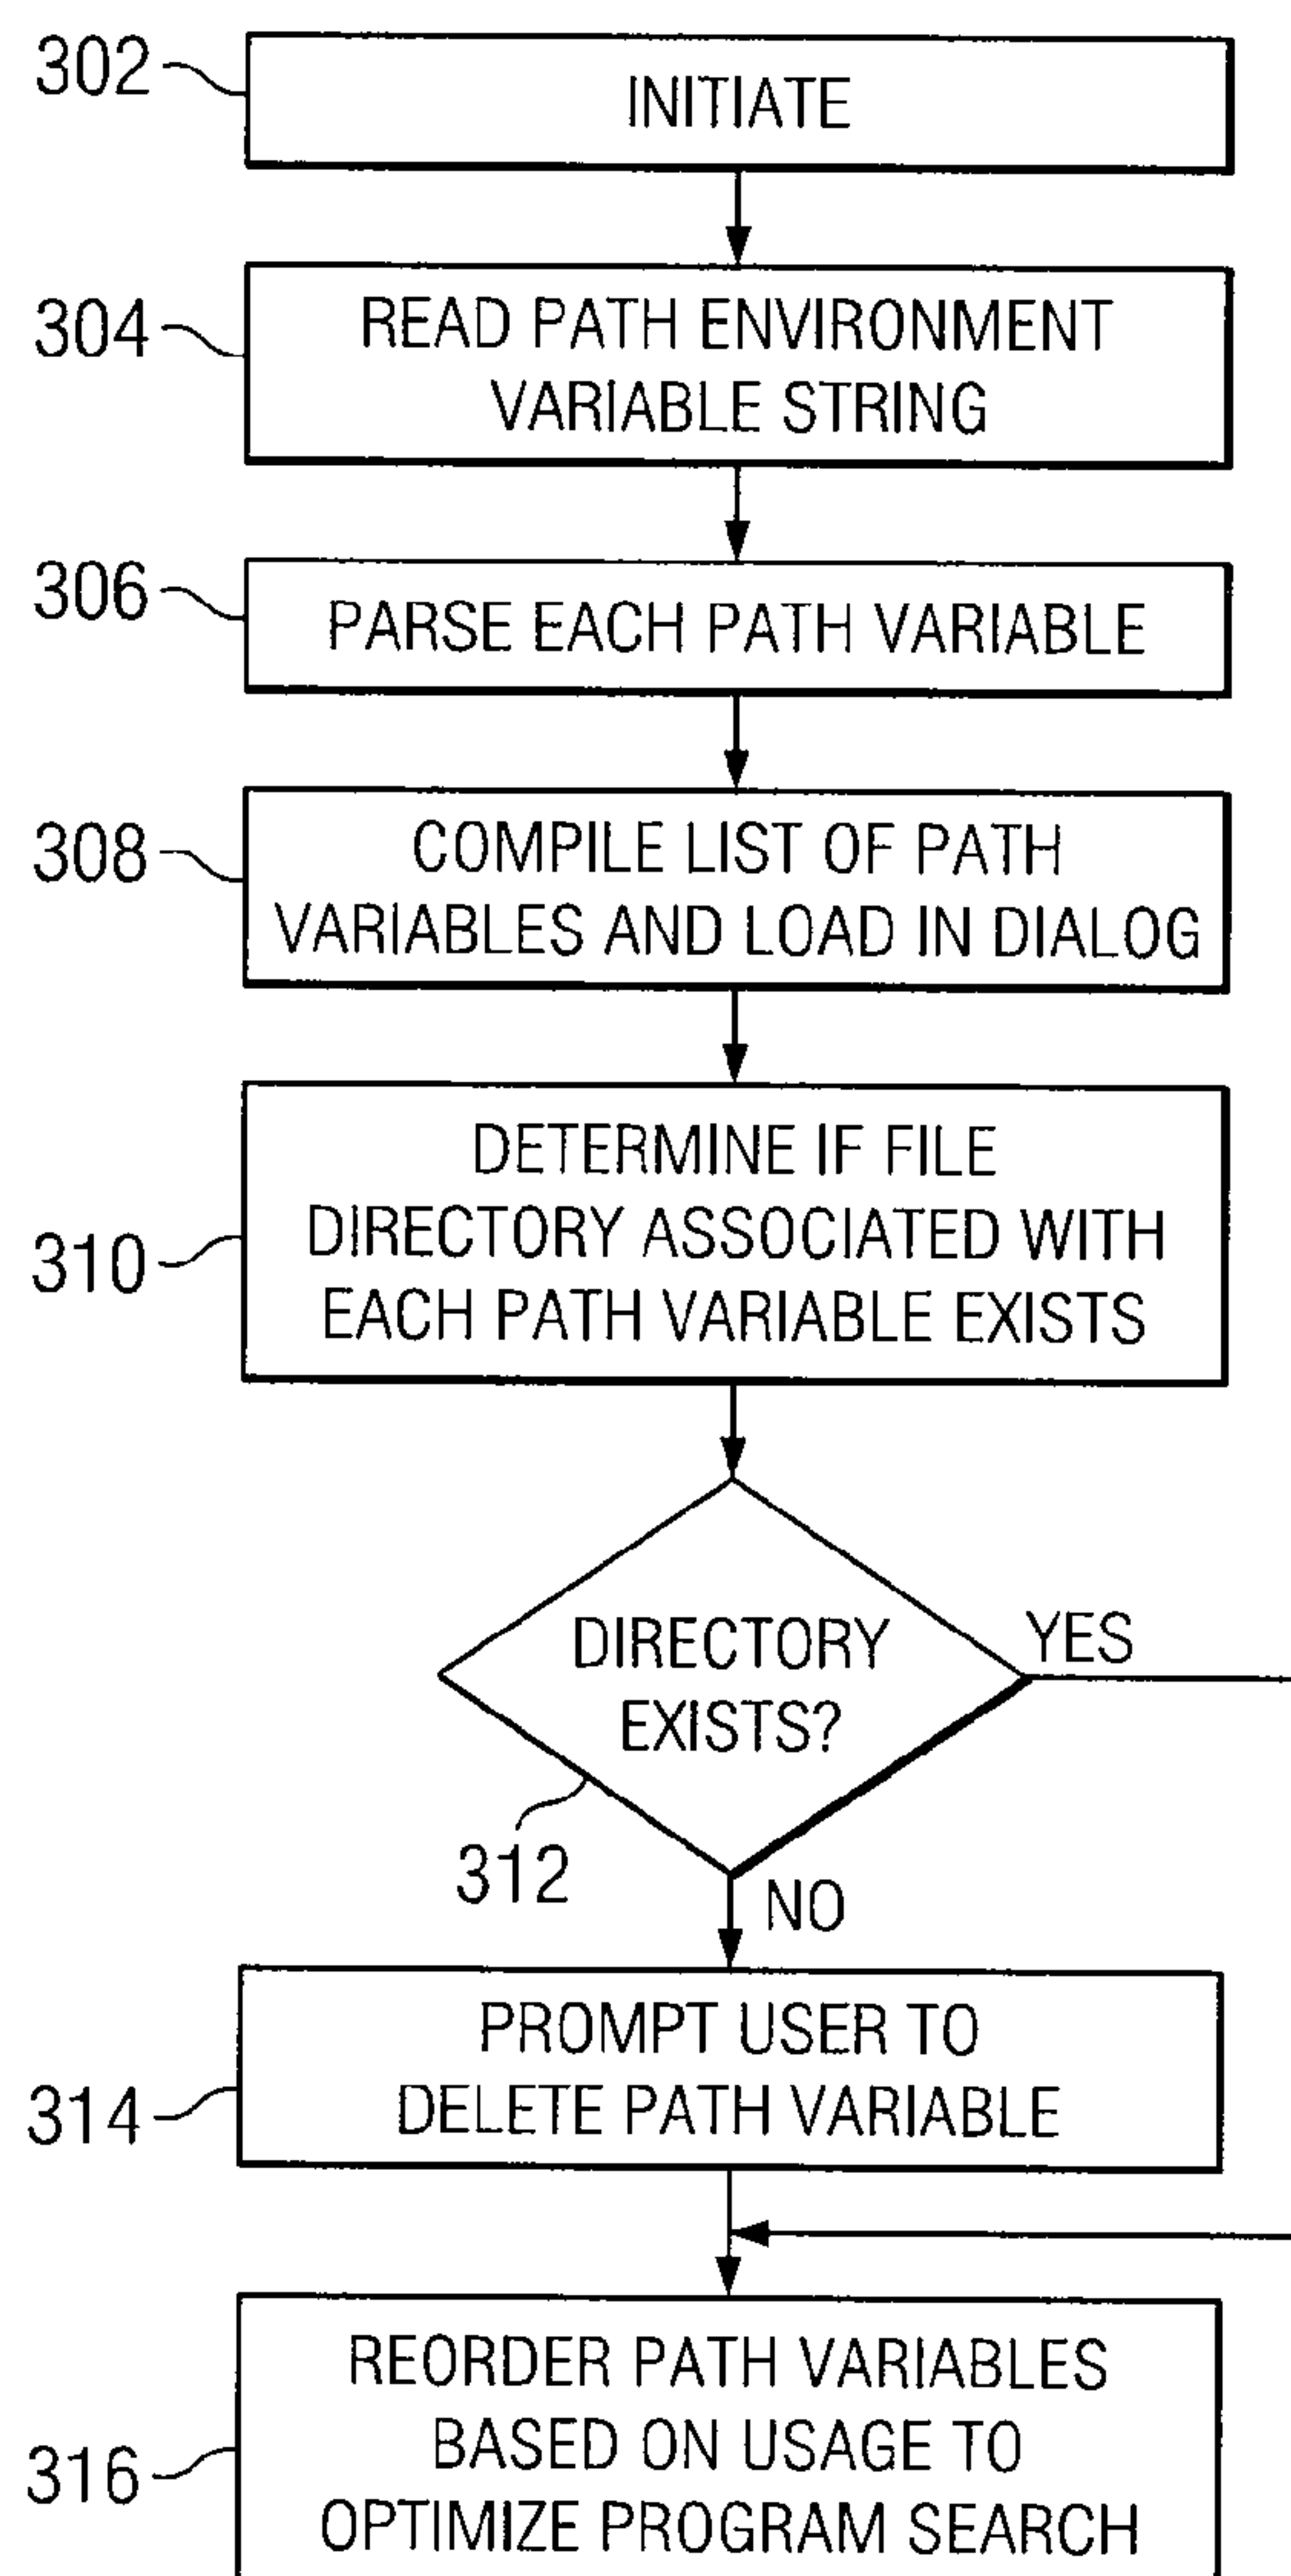 302
INITIATE
304
READ PATH ENVIRONMENT
VARIABLE STRING
306
PARSE EACH PATH VARIABLE
308
COMPILE LIST OF PATH
VARIABLES AND LOAD IN DIALOG
310
DETERMINE IF FILE
DIRECTORY ASSOCIATED WITH
EACH PATH VARIABLE EXISTS
DIRECTORY
EXISTS?
YES
312
NO
314
PROMPT USER TO
DELETE PATH VARIABLE
316
REORDER PATH VARIABLES
BASED ON USAGE TO
OPTIMIZE PROGRAM SEARCH